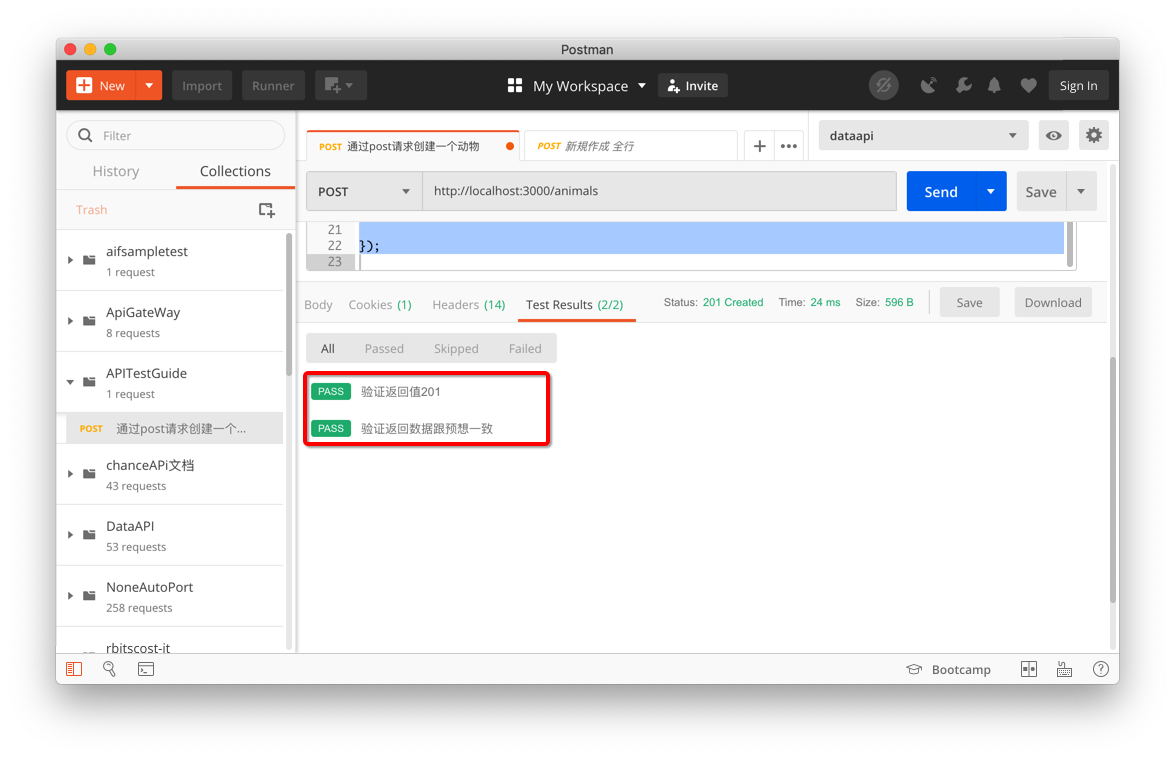 Postman
New
Import
Runner
My Workspace
Invite
Sign In
Filter
History
Collections
Trash
aifsampletest
1 request
ApiGateWay
8 requests
APITestGuide
1 request
POST 通过post请求创建一个...
chanceAPi文档
43 requests
DataAPI
53 requests
NoneAutoPort
258 requests
rbitscost-it
POST 通过post请求创建一个动物
POST 新規作成 全行
dataapi
POST
http://localhost:3000/animals
Send
Save
21
22 });
23
Body
Cookies (1)
Headers (14)
Test Results (2/2)
Status: 201 Created
Time: 24 ms
Size: 596 B
Save
Download
All
Passed
Skipped
Failed
PASS 验证返回值201
PASS 验证返回数据跟预想一致
Bootcamp